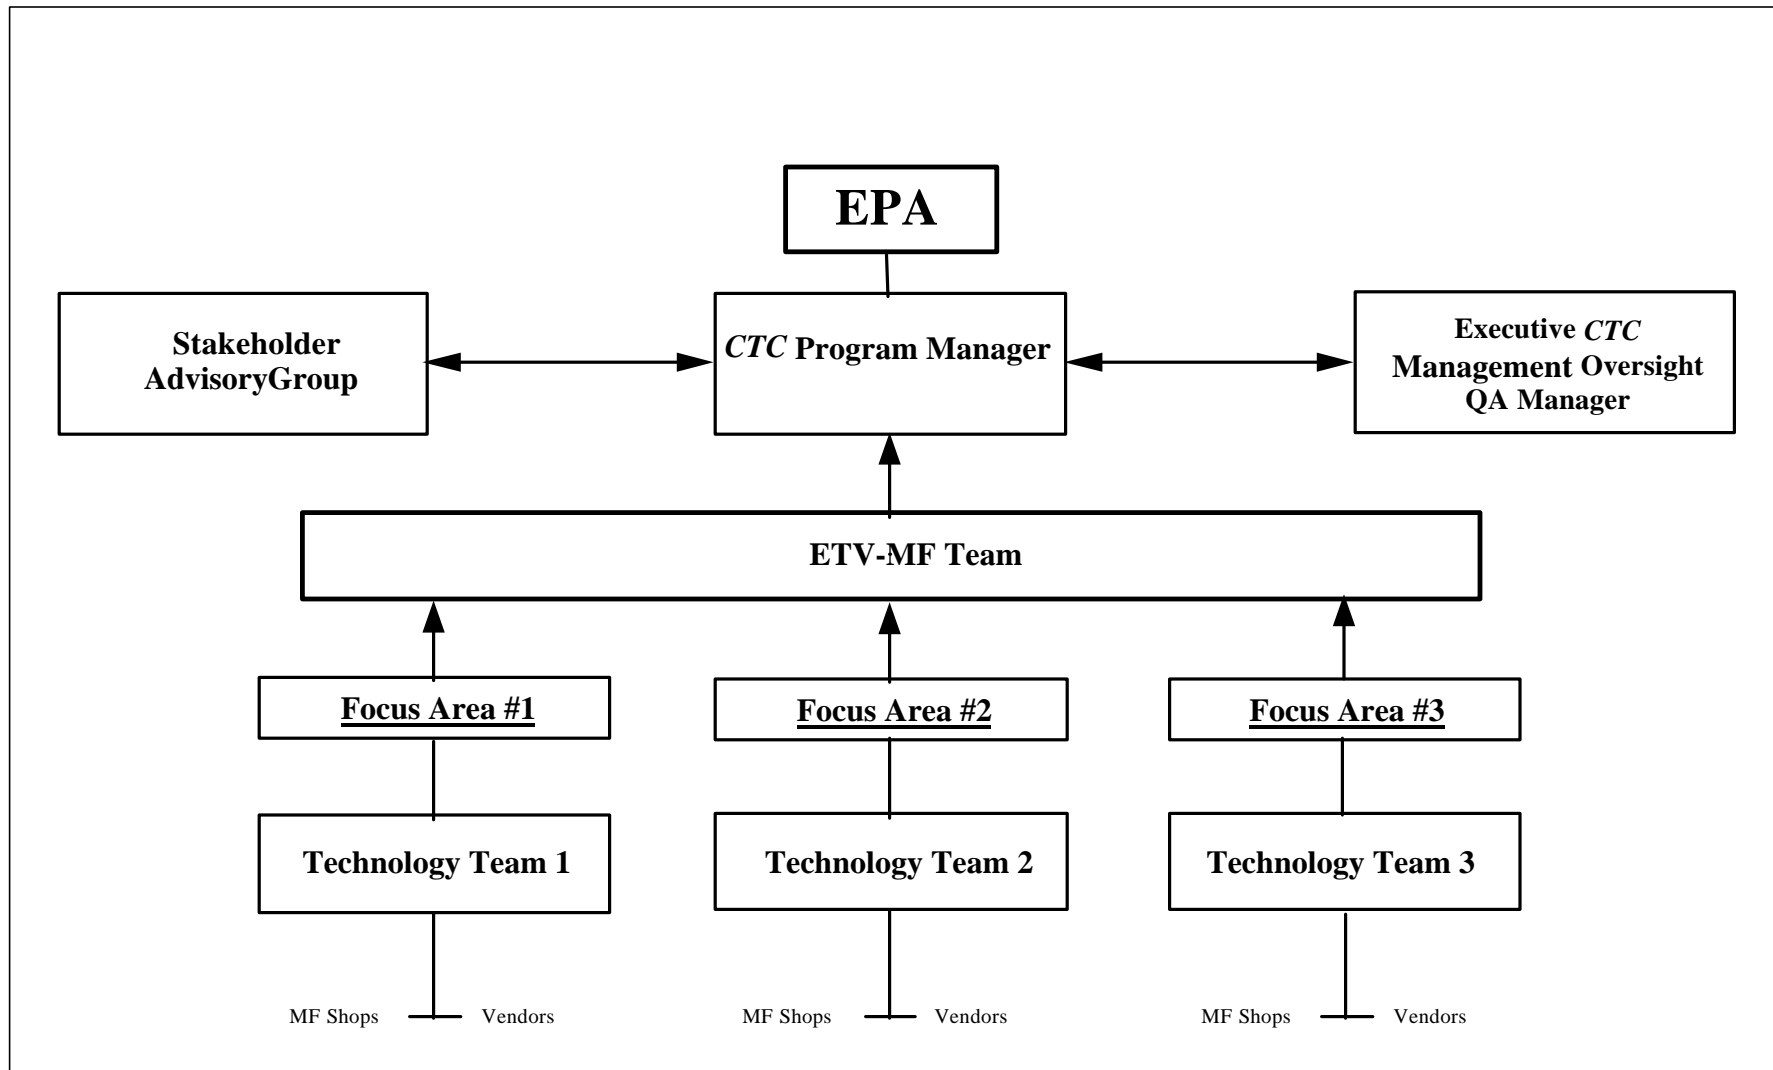 EPA
Stakeholder
AdvisoryGroup
CTC Program Manager
Executive CTC
Management Oversight
QA Manager
ETV-MF Team
Focus Area #1
Focus Area #2
Focus Area #3
Technology Team 1
Technology Team 2
Technology Team 3
MF Shops
Vendors
MF Shops
Vendors
MF Shops
Vendors